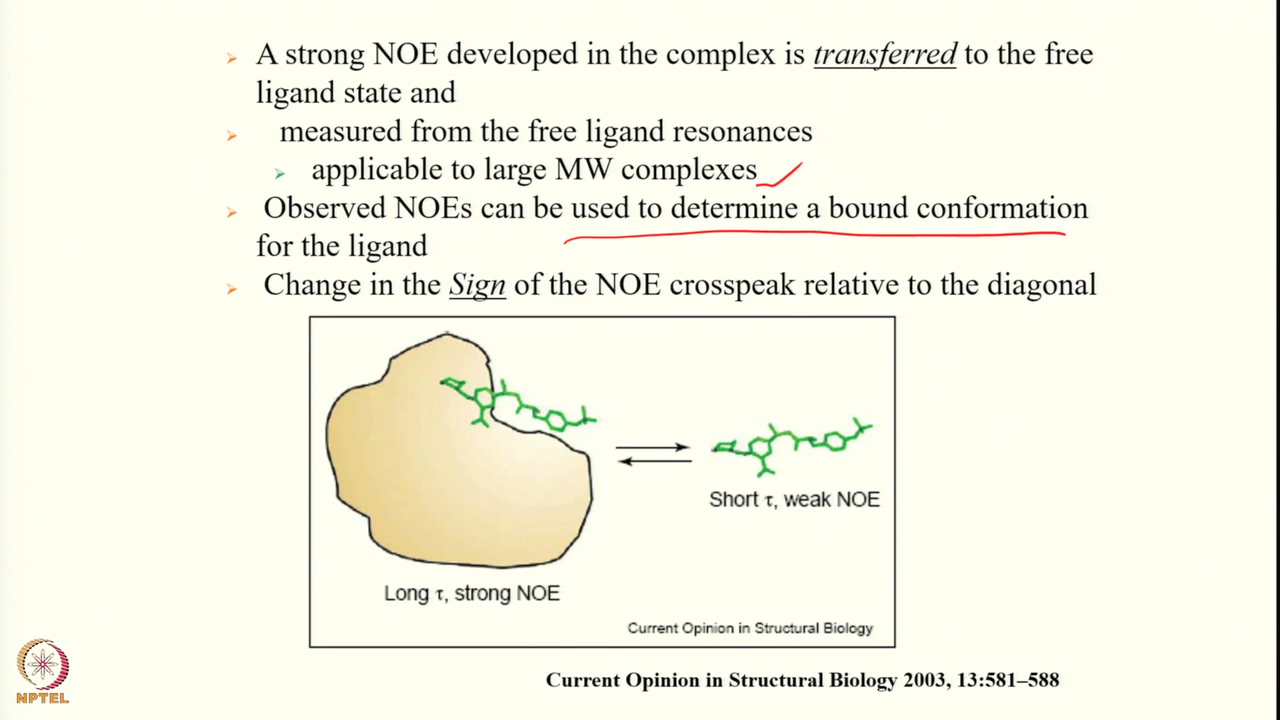 A strong NOE developed in the complex is transferred to the free
ligand state and
measured from the free ligand resonances
applicable to large MW complexes
Observed NOEs can be used to determine a bound conformation
for the ligand
Change in the Sign of the NOE crosspeak relative to the diagonal
Short τ, weak NOE
Long τ, strong NOE
Current Opinion in Structural Biology
NPTEL
Current Opinion in Structural Biology 2003, 13:581–588